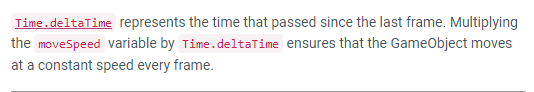 Time.deltaTime represents the time that passed since the last frame. Multiplying
the moveSpeed variable by Time.deltaTime ensures that the GameObject moves
at a constant speed every frame.